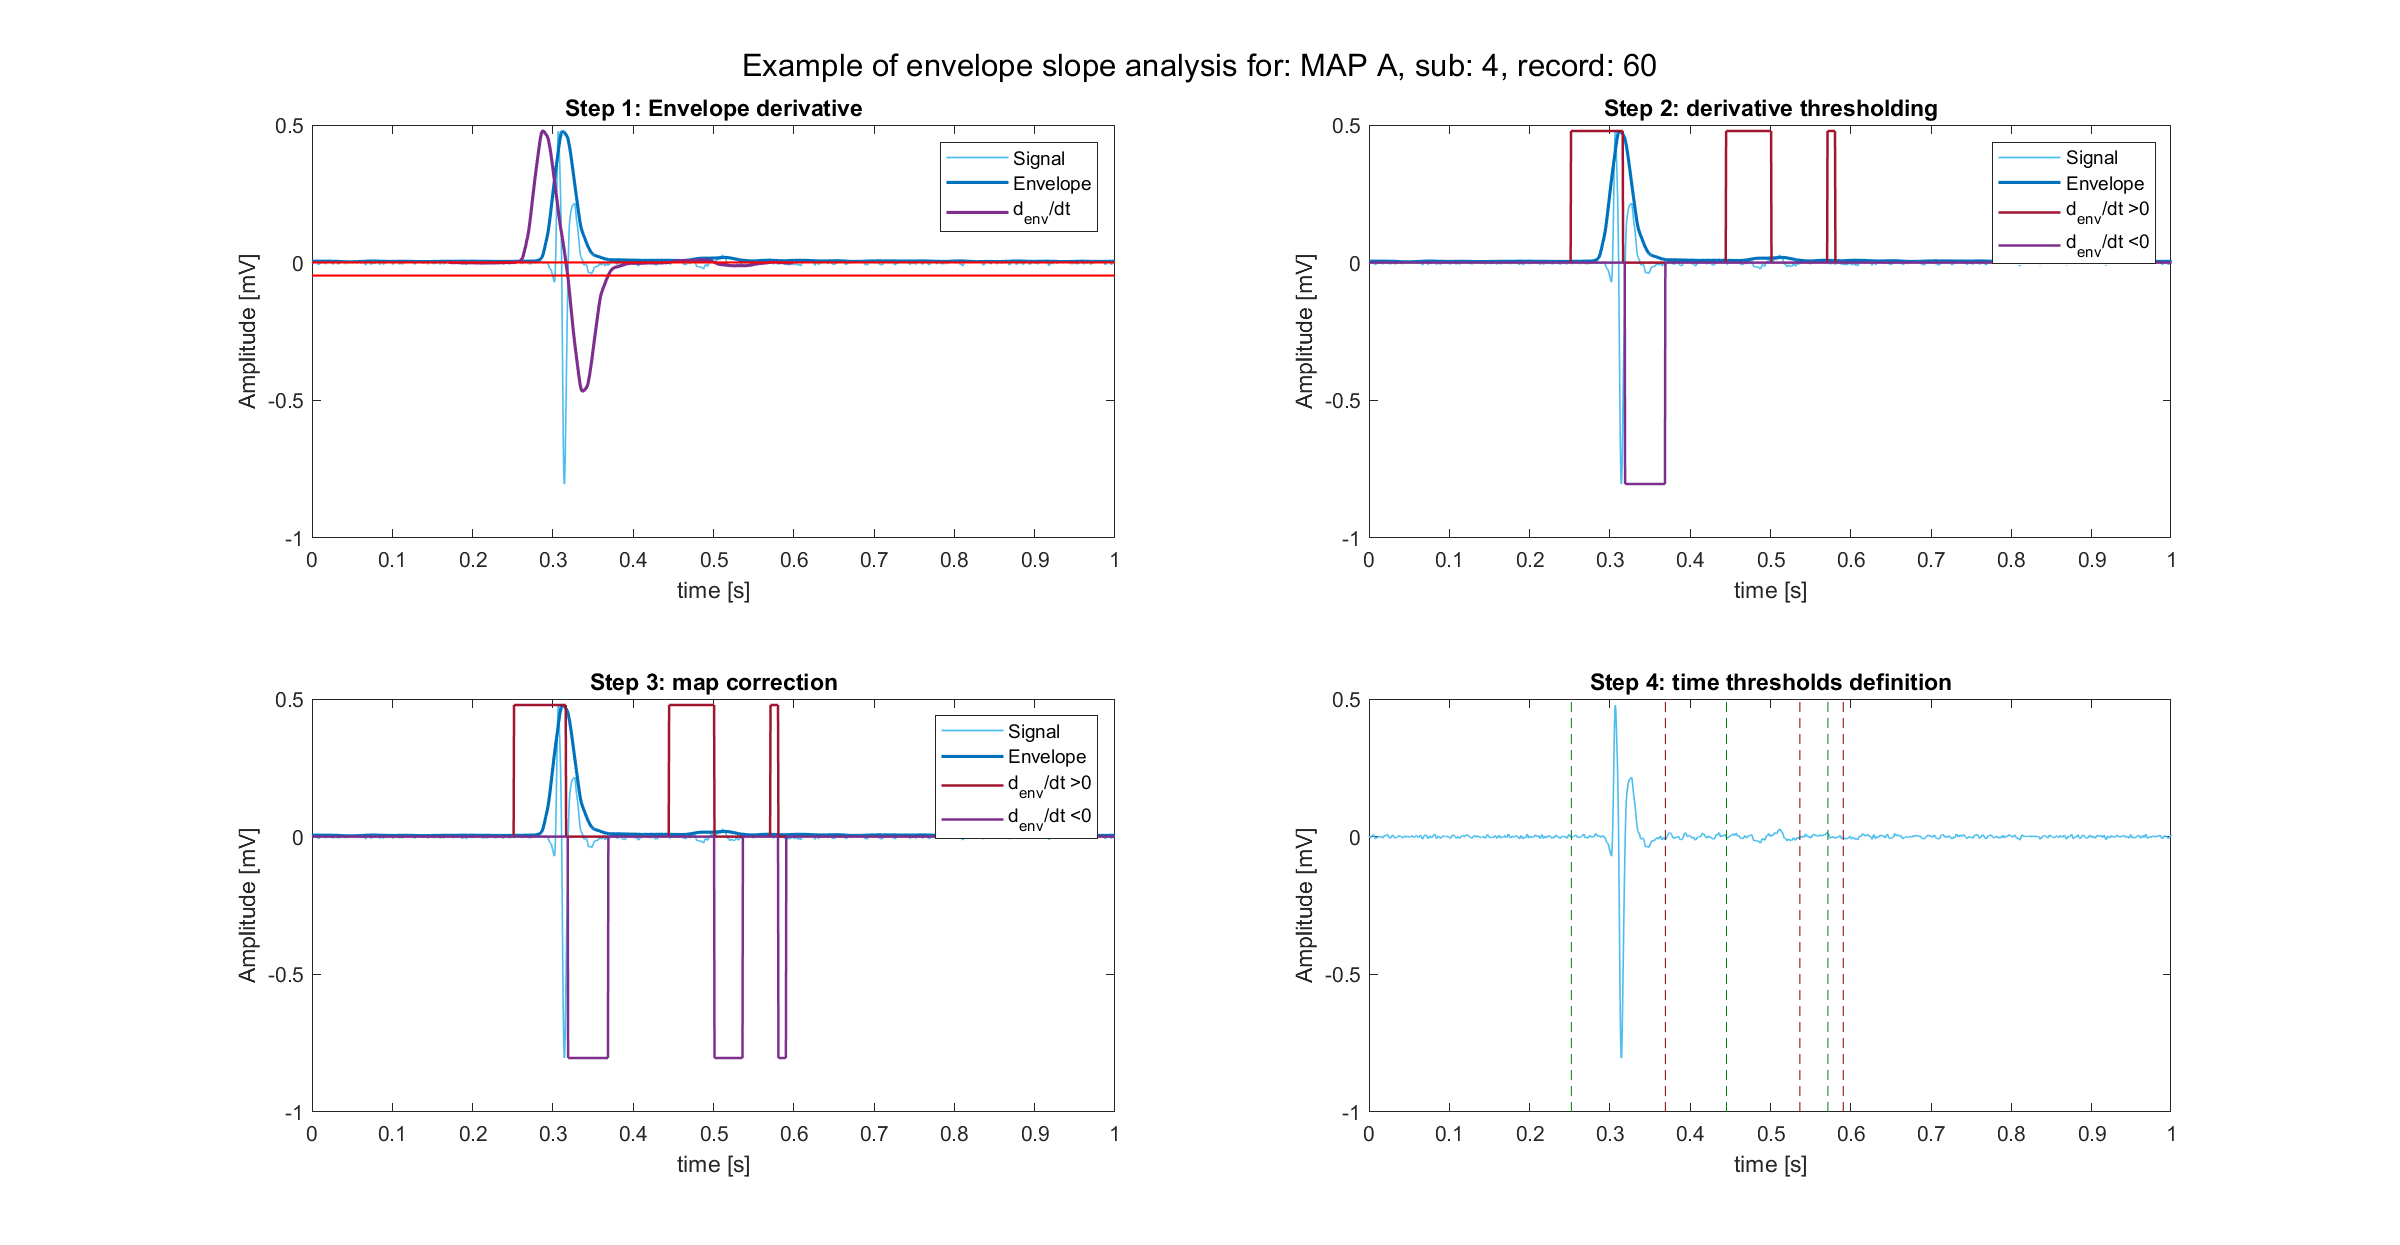 Example of envelope slope analysis for: MAP A, sub: 4, record: 60
Step 1: Envelope derivative
0.5
0
-0.5
-1
Amplitude [mV]
Signal
Envelope
d_env/dt
0 0.1 0.2 0.3 0.4 0.5 0.6 0.7 0.8 0.9 1
time [s]
Step 2: derivative thresholding
0.5
0
-0.5
-1
Amplitude [mV]
Signal
Envelope
d_env/dt >0
d_env/dt <0
0 0.1 0.2 0.3 0.4 0.5 0.6 0.7 0.8 0.9 1
time [s]
Step 3: map correction
0.5
0
-0.5
-1
Amplitude [mV]
Signal
Envelope
d_env/dt >0
d_env/dt <0
0 0.1 0.2 0.3 0.4 0.5 0.6 0.7 0.8 0.9 1
time [s]
Step 4: time thresholds definition
0.5
0
-0.5
-1
Amplitude [mV]
0 0.1 0.2 0.3 0.4 0.5 0.6 0.7 0.8 0.9 1
time [s]